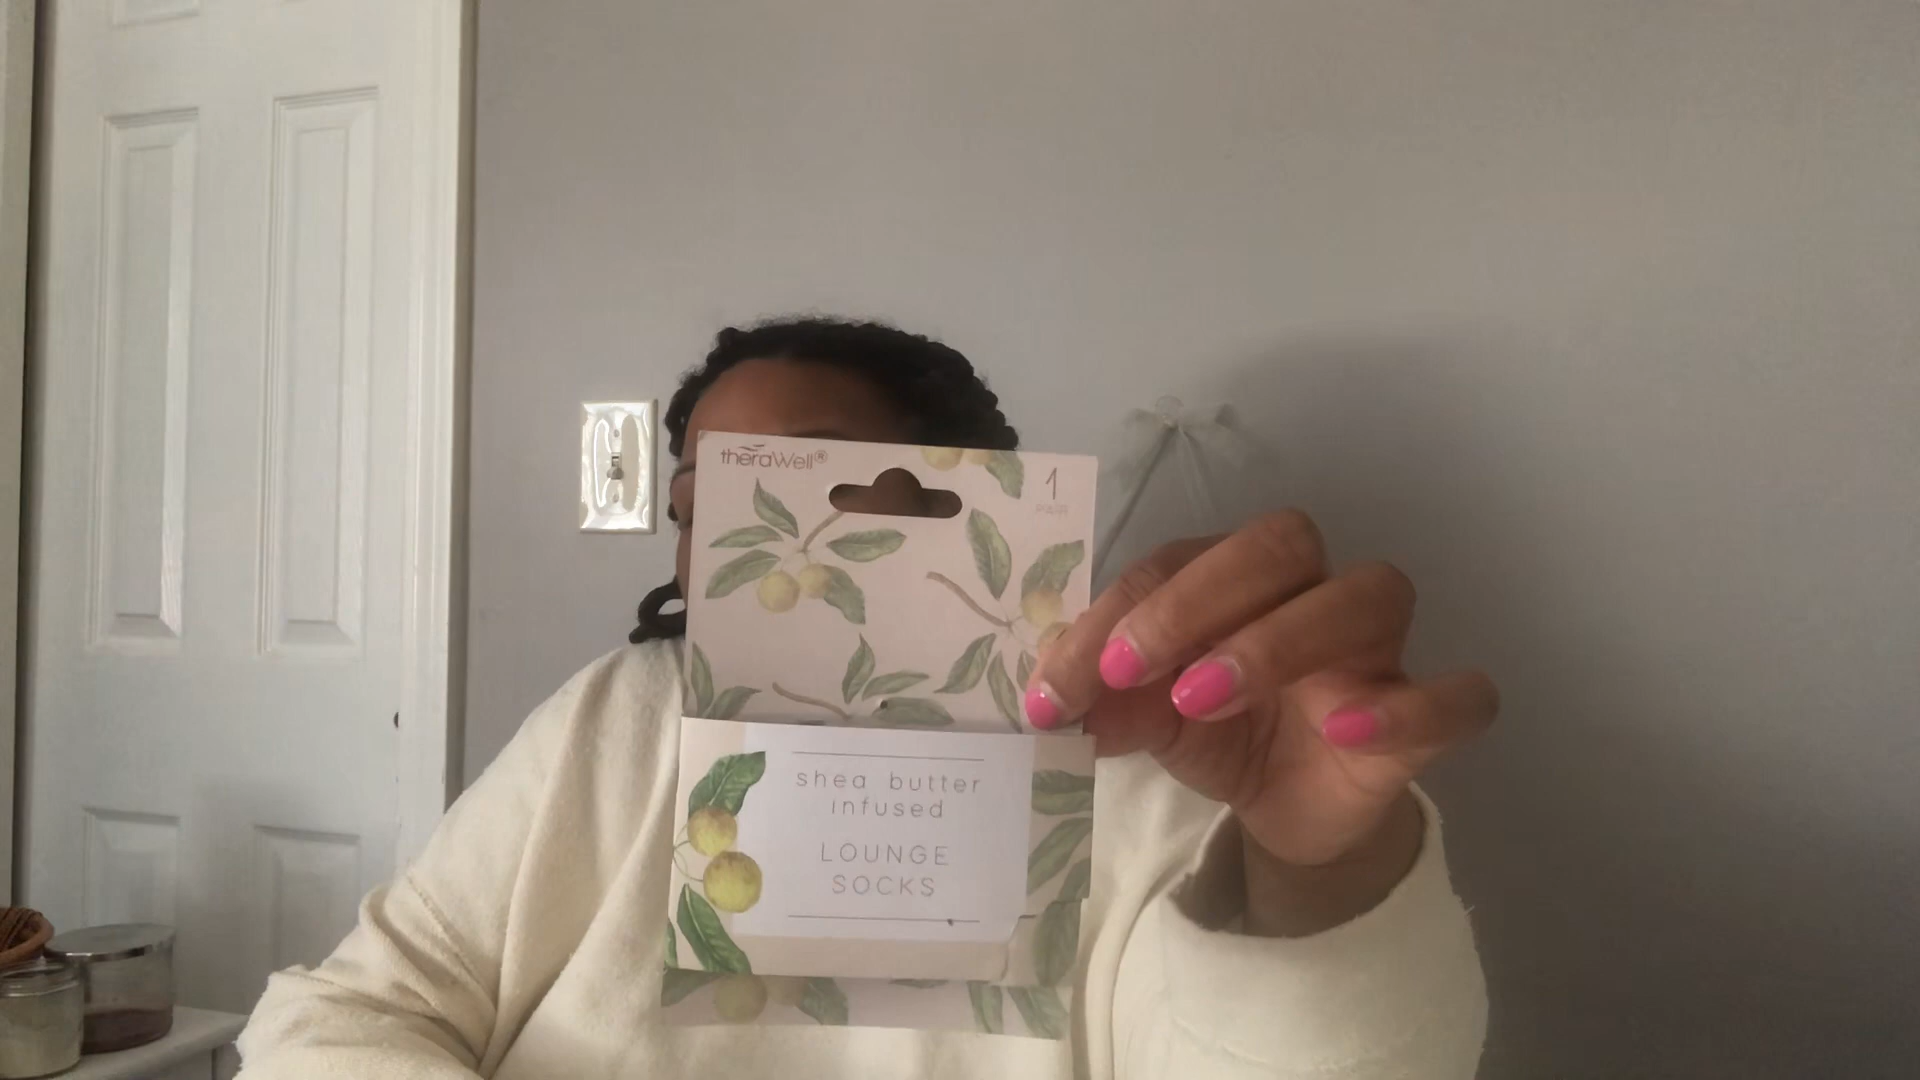 theraWell®
1
PAIR
shea butter
infused
LOUNGE
SOCKS